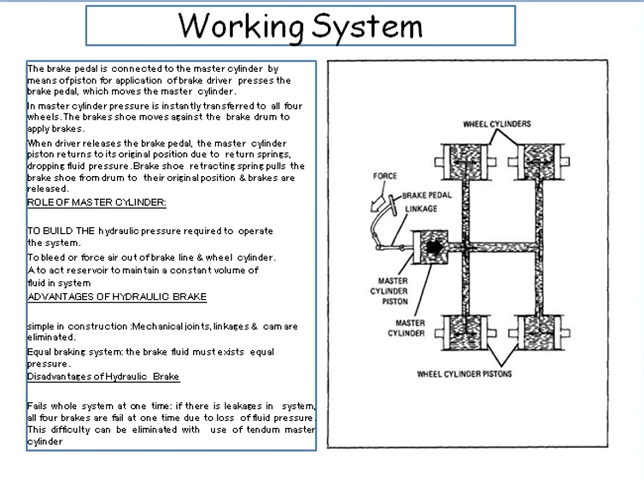 Working System
The brake pedal is connected to the master cylinder by
means of piston for application of brake driver presses the
brake pedal, which moves the master cylinder.
In master cylinder pressure is instantly transferred to all four
wheels. The brakes shoe moves against the brake drum to
apply brakes.
When driver releases the brake pedal, the master cylinder
piston returns to its original position due to return springs,
dropping fluid pressure. Brake shoe retracting spring pulls the
brake shoe from drum to their original position & brakes are
released.
ROLE OF MASTER CYLINDER:
TO BUILD THE hydraulic pressure required to operate
the system.
To bleed or force air out of brake line & wheel cylinder.
A to act reservoir to maintain a constant volume of
fluid in system
ADVANTAGES OF HYDRAULIC BRAKE
simple in construction :Mechanical joints, linkages & cam are
eliminated.
Equal braking system: the brake fluid must exists equal
pressure.
Disadvantages of Hydraulic Brake
Fails whole system at one time: if there is leakages in system,
all four brakes are fail at one time due to loss of fluid pressure.
This difficulty can be eliminated with use of tendum master
cylinder
WHEEL CYLINDERS
FORCE
BRAKE PEDAL
LINKAGE
MASTER
CYLINDER
PISTON
MASTER
CYLINDER
WHEEL CYLINDER PISTONS